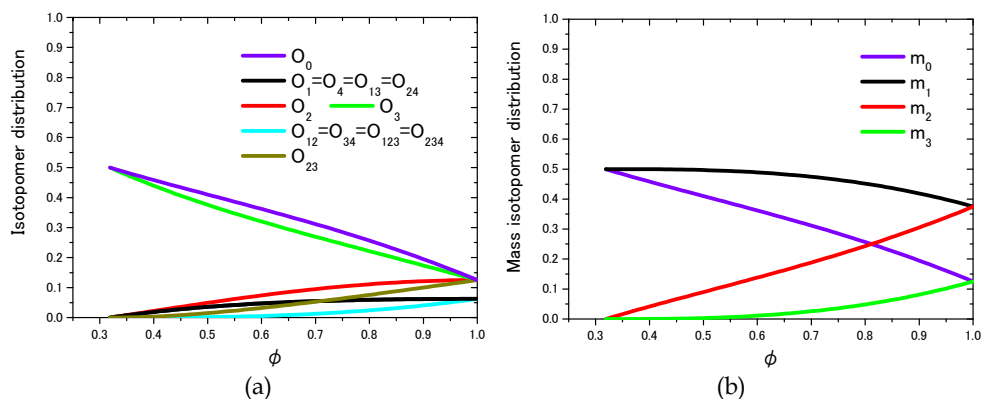 1.0
0.9
0.8
0.7
0.6
0.5
0.4
0.3
0.2
0.1
0.0
Isotopomer distribution
O₀
O₁=O₄=O₁₃=O₂₄
O₂ O₃
O₁₂=O₃₄=O₁₂₃=O₂₃₄
O₂₃
0.3 0.4 0.5 0.6 0.7 0.8 0.9 1.0
ϕ
(a)
1.0
0.9
0.8
0.7
0.6
0.5
0.4
0.3
0.2
0.1
0.0
Mass isotopomer distribution
m₀
m₁
m₂
m₃
0.3 0.4 0.5 0.6 0.7 0.8 0.9 1.0
ϕ
(b)